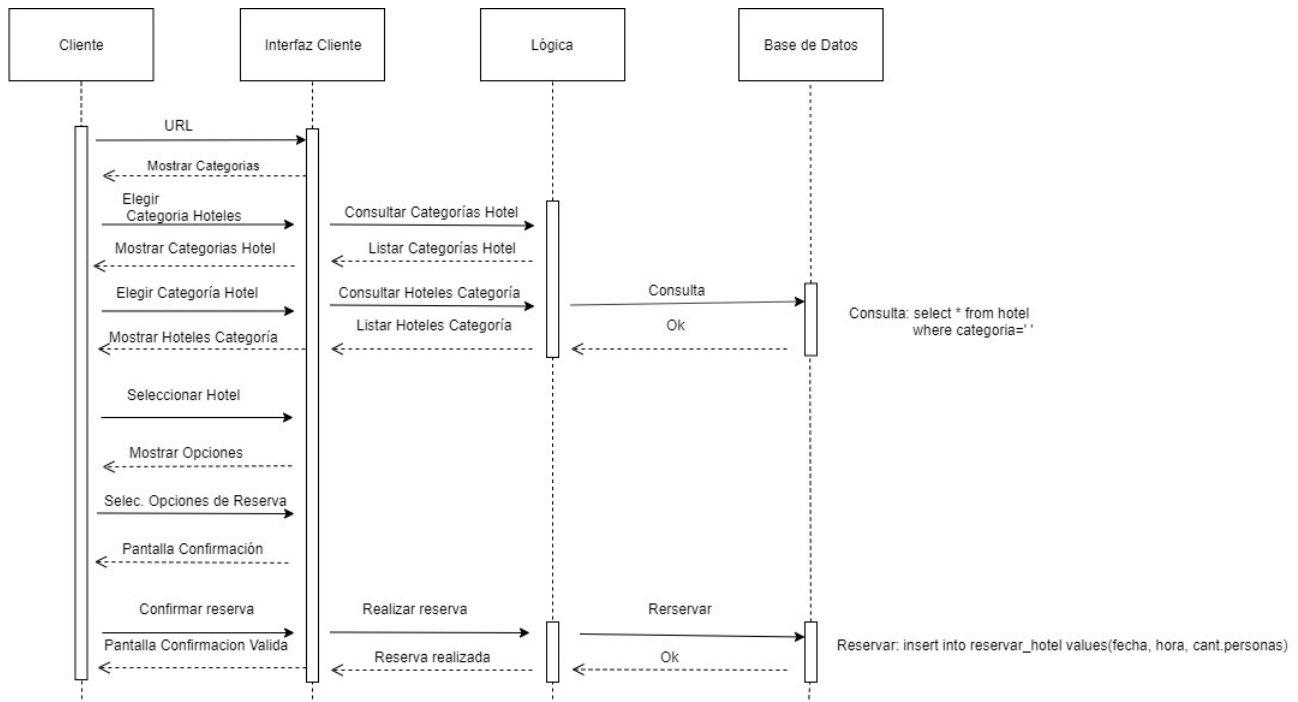 Cliente
Interfaz Cliente
Lógica
Base de Datos
URL
Mostrar Categorias
Elegir
Categoria Hoteles
Consultar Categorías Hotel
Mostrar Categorias Hotel
Listar Categorías Hotel
Elegir Categoría Hotel
Consultar Hoteles Categoría
Consulta
Consulta: select * from hotel
where categoria=' '
Mostrar Hoteles Categoría
Listar Hoteles Categoría
Ok
Seleccionar Hotel
Mostrar Opciones
Selec. Opciones de Reserva
Pantalla Confirmación
Confirmar reserva
Realizar reserva
Rerservar
Pantalla Confirmacion Valida
Reserva realizada
Ok
Reservar: insert into reservar_hotel values(fecha, hora, cant.personas)